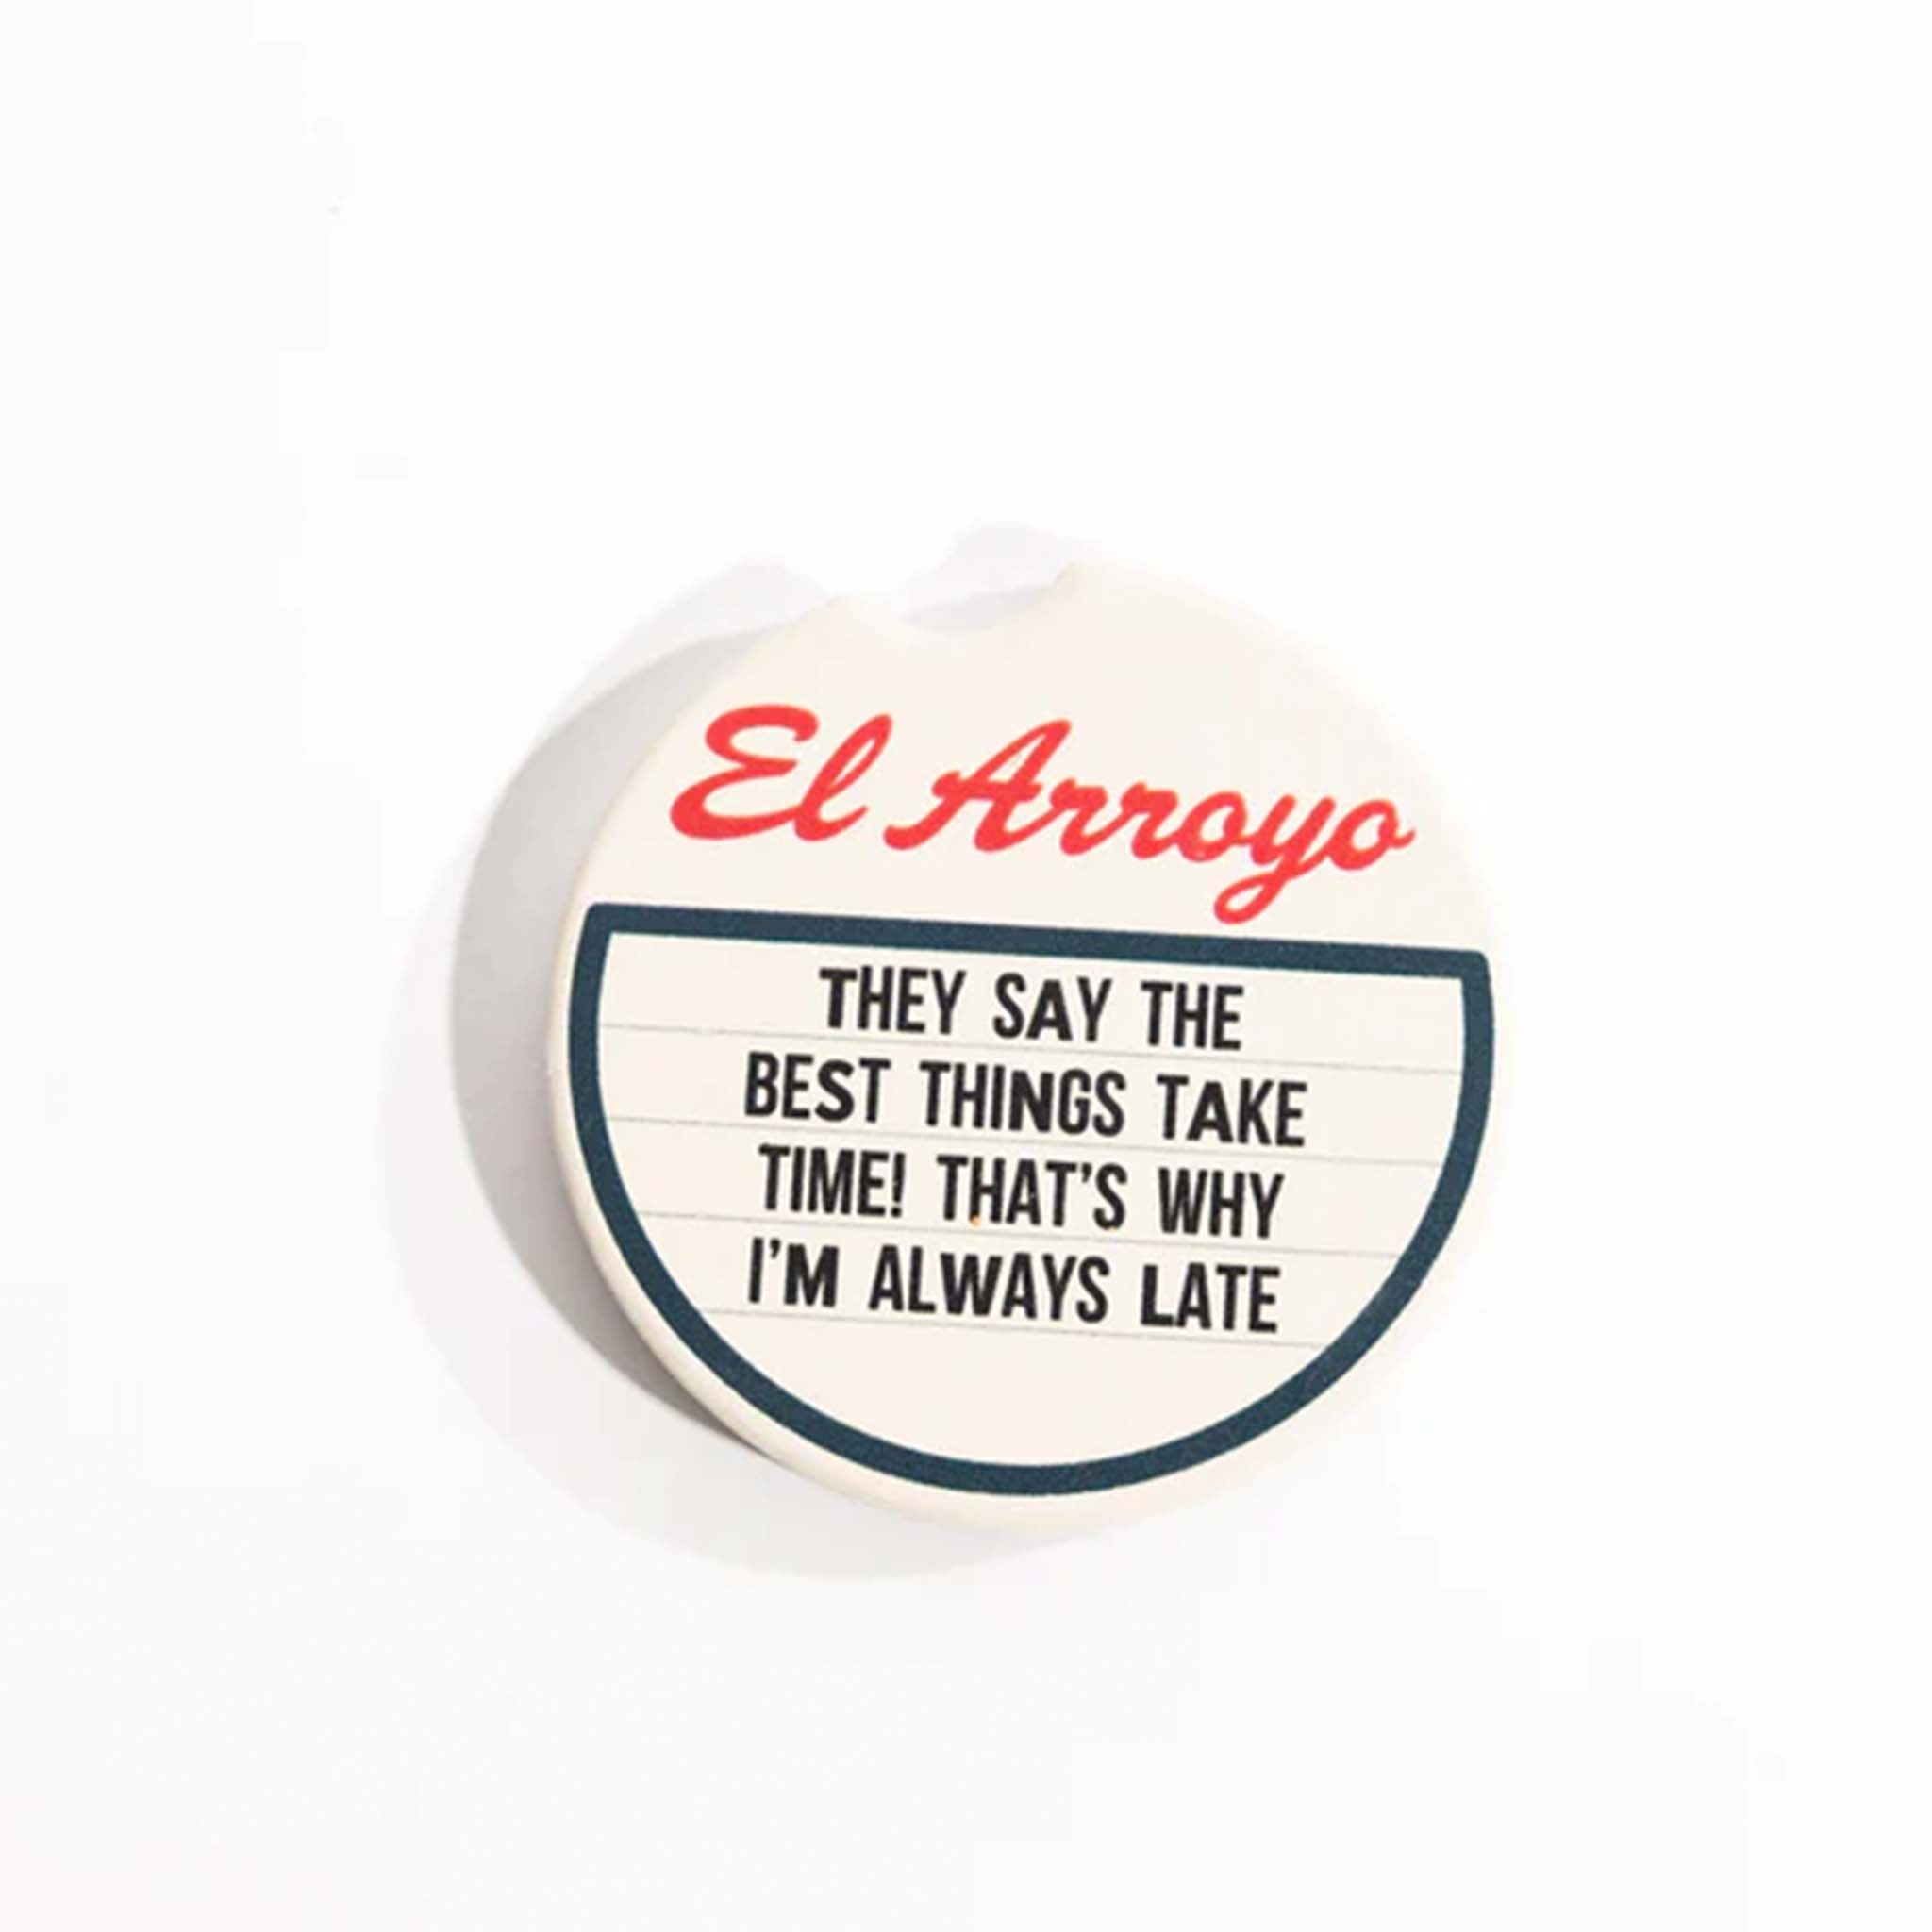 El Arroyo
THEY SAY THE
BEST THINGS TAKE
TIME! THAT'S WHY
I'M ALWAYS LATE